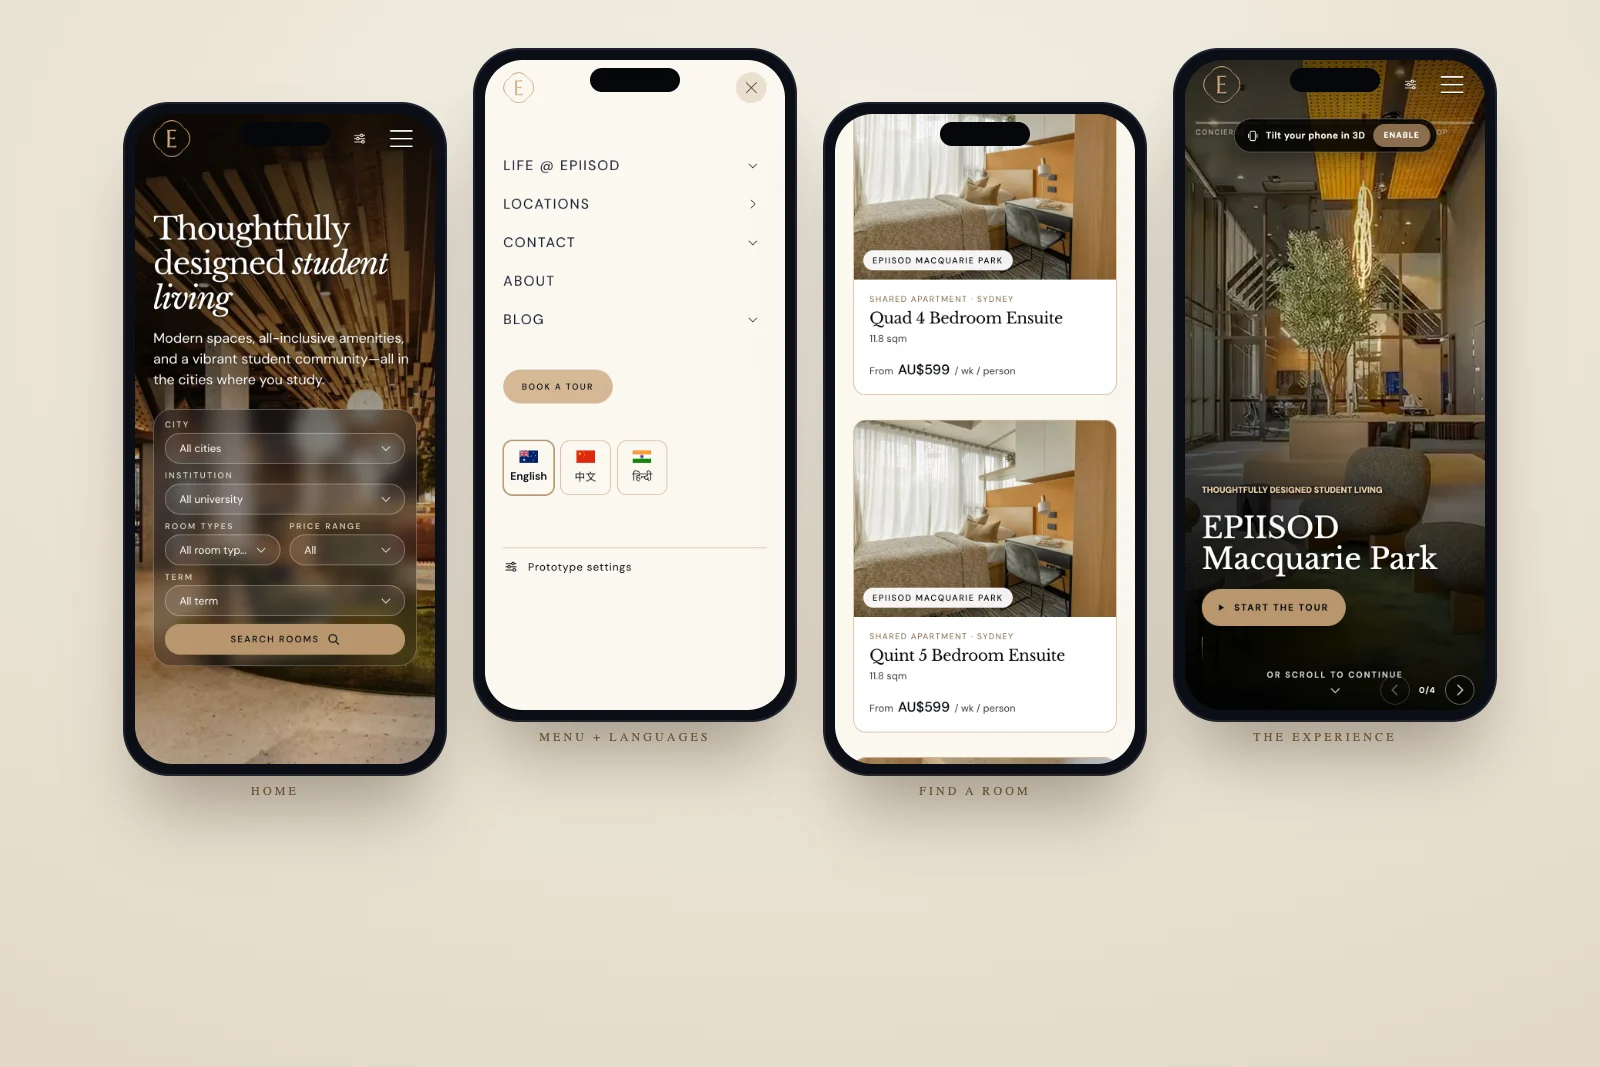 E
Thoughtfully
designed student
living
Modern spaces, all-inclusive amenities,
and a vibrant student community—all in
the cities where you study.
CITY
All cities
INSTITUTION
All university
ROOM TYPES
PRICE RANGE
All room typ...
All
TERM
All term
SEARCH ROOMS
HOME
E
LIFE @ EPIISOD
LOCATIONS
CONTACT
ABOUT
BLOG
BOOK A TOUR
English
中文
हिन्दी
Prototype settings
MENU + LANGUAGES
EPIISOD MACQUARIE PARK
SHARED APARTMENT · SYDNEY
Quad 4 Bedroom Ensuite
11.8 sqm
From AU$599 / wk / person
EPIISOD MACQUARIE PARK
SHARED APARTMENT · SYDNEY
Quint 5 Bedroom Ensuite
11.8 sqm
From AU$599 / wk / person
FIND A ROOM
E
Tilt your phone in 3D
ENABLE
THOUGHTFULLY DESIGNED STUDENT LIVING
EPIISOD
Macquarie Park
START THE TOUR
OR SCROLL TO CONTINUE
0/4
THE EXPERIENCE